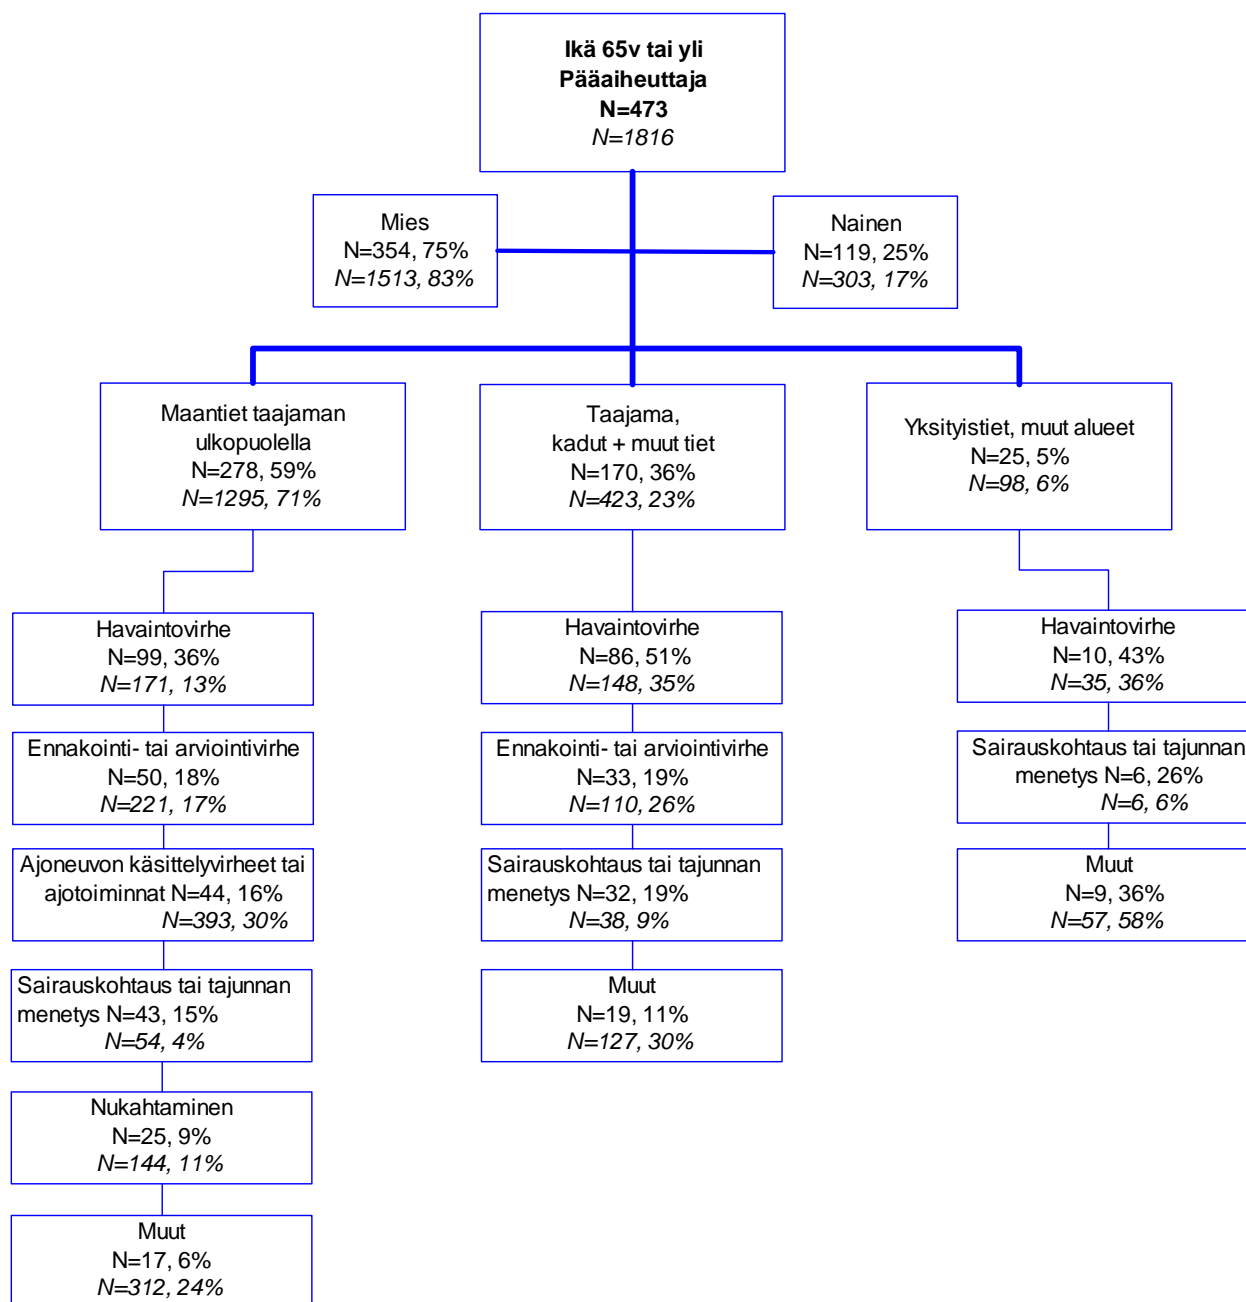 Ikä 65v tai yli
Pääaiheuttaja
N=473
N=1816
Mies
N=354, 75%
N=1513, 83%
Nainen
N=119, 25%
N=303, 17%
Maantiet taajaman
ulkopuolella
N=278, 59%
N=1295, 71%
Taajama,
kadut + muut tiet
N=170, 36%
N=423, 23%
Yksityistiet, muut alueet
N=25, 5%
N=98, 6%
Havaintovirhe
N=99, 36%
N=171, 13%
Ennakointi- tai arviointivirhe
N=50, 18%
N=221, 17%
Ajoneuvon käsittelyvirheet tai
ajotoiminnat N=44, 16%
N=393, 30%
Sairauskohtaus tai tajunnan
menetys N=43, 15%
N=54, 4%
Nukahtaminen
N=25, 9%
N=144, 11%
Muut
N=17, 6%
N=312, 24%
Havaintovirhe
N=86, 51%
N=148, 35%
Ennakointi- tai arviointivirhe
N=33, 19%
N=110, 26%
Sairauskohtaus tai tajunnan
menetys N=32, 19%
N=38, 9%
Muut
N=19, 11%
N=127, 30%
Havaintovirhe
N=10, 43%
N=35, 36%
Sairauskohtaus tai tajunnan
menetys N=6, 26%
N=6, 6%
Muut
N=9, 36%
N=57, 58%